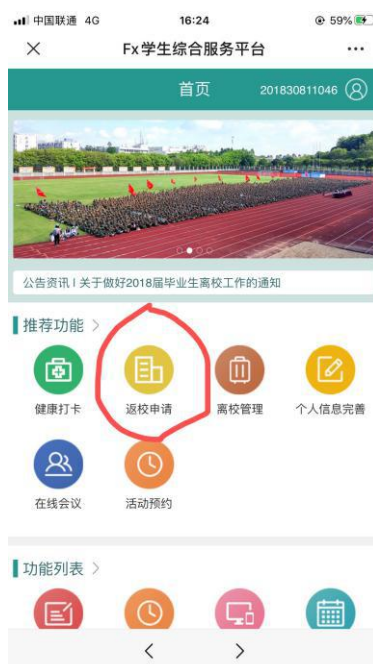 中国联通 4G 16:24 59%
Fx学生综合服务平台
首页 201830811046
公告资讯 | 关于做好2018届毕业生离校工作的通知
推荐功能
健康打卡 返校申请 离校管理 个人信息完善
在线会议 活动预约
功能列表